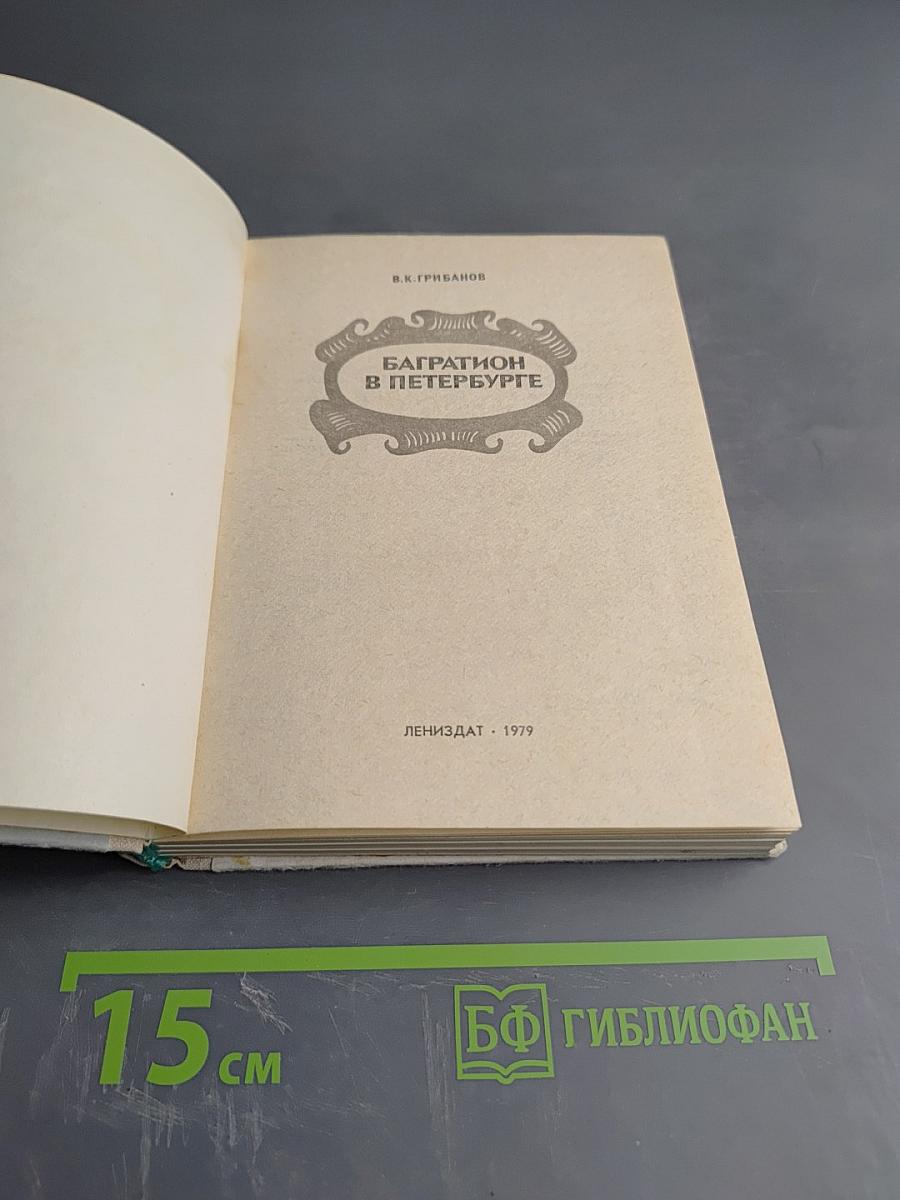 В.К.ГРИБАНОВ
БАГРАТИОН
В ПЕТЕРБУРГЕ
ЛЕНИЗДАТ · 1979
15 см
БФ ГИБЛИОФАН